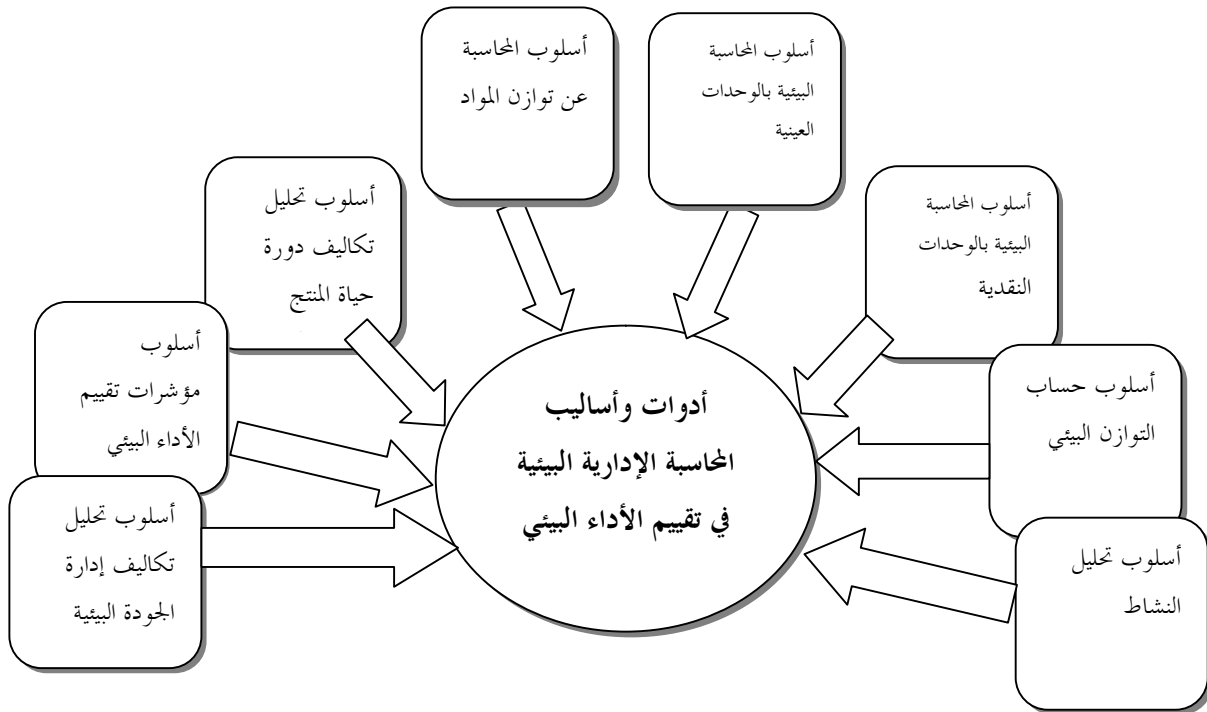 أسلوب المحاسبة
البيئية بالوحدات
العينية
أسلوب المحاسبة
عن توازن المواد
أسلوب المحاسبة
البيئية بالوحدات
النقدية
أسلوب تحليل
تكاليف دورة
حياة المنتج
أسلوب حساب
التوازن البيئي
أسلوب
مؤشرات تقييم
الأداء البيئي
أدوات وأساليب
المحاسبة الإدارية البيئية
في تقييم الأداء البيئي
أسلوب تحليل
النشاط
أسلوب تحليل
تكاليف إدارة
الجودة البيئية